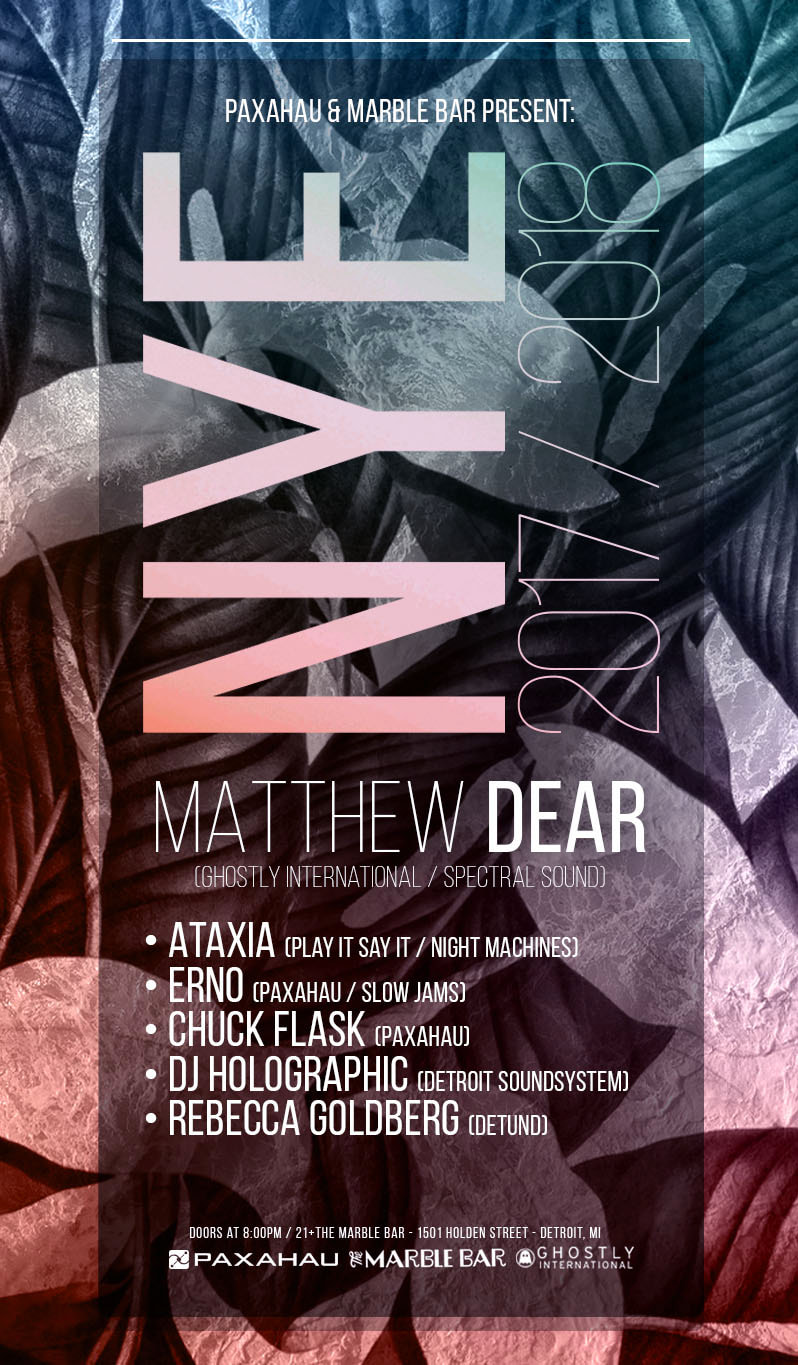 PAXAHAU & MARBLE BAR PRESENT:
NYE
2017 / 2018
MATTHEW DEAR
(GHOSTLY INTERNATIONAL / SPECTRAL SOUND)
• ATAXIA (PLAY IT SAY IT / NIGHT MACHINES)
• ERNO (PAXAHAU / SLOW JAMS)
• CHUCK FLASK (PAXAHAU)
• DJ HOLOGRAPHIC (DETROIT SOUNDSYSTEM)
• REBECCA GOLDBERG (DETUND)
DOORS AT 8:00PM / 21+THE MARBLE BAR - 1501 HOLDEN STREET - DETROIT, MI
PAXAHAU THE MARBLE BAR GHOSTLY INTERNATIONAL